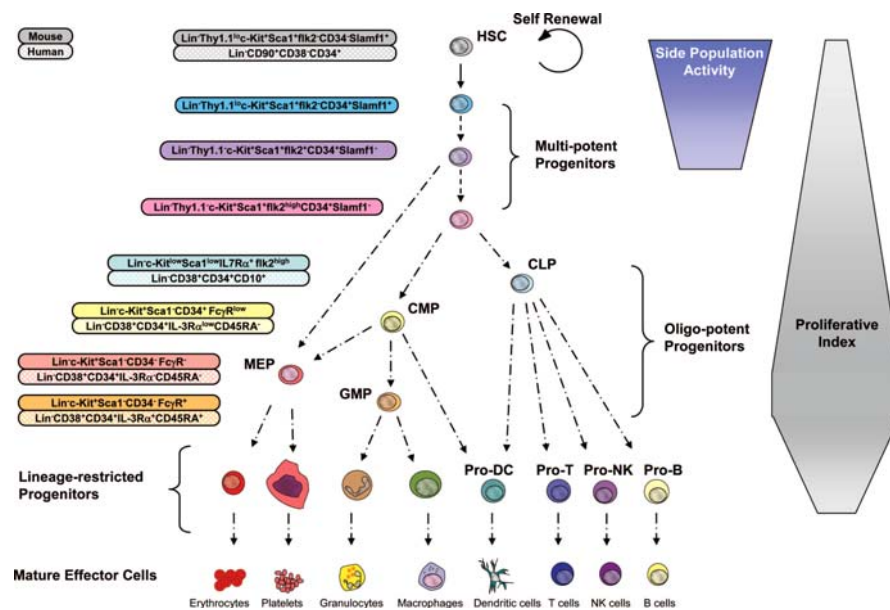 Self Renewal
Mouse
Human
Lin⁻Thy1.1ˡᵒc-Kit⁺Sca1⁺flk2⁻CD34⁻Slamf1⁺
Lin⁻CD90⁺CD38⁻CD34⁺
HSC
Side Population
Activity
Lin⁻Thy1.1ˡᵒc-Kit⁺Sca1⁺flk2⁻CD34⁺Slamf1⁺
Multi-potent
Progenitors
Lin⁻Thy1.1⁻c-Kit⁺Sca1⁺flk2⁺CD34⁺Slamf1⁻
Lin⁻Thy1.1⁻c-Kit⁺Sca1⁺flk2ʰⁱᵍʰCD34⁺Slamf1⁻
Lin⁻c-KitˡᵒʷSca1ˡᵒʷIL7Rα⁺ flk2ʰⁱᵍʰ
Lin⁻CD38⁺CD34⁺CD10⁺
CLP
Lin⁻c-Kit⁺Sca1⁻CD34⁺ FcγRˡᵒʷ
Lin⁻CD38⁺CD34⁺IL-3RαˡᵒʷCD45RA⁻
CMP
Oligo-potent
Progenitors
Proliferative
Index
Lin⁻c-Kit⁺Sca1⁻CD34⁻ FcγR⁻
Lin⁻CD38⁺CD34⁺IL-3Rα⁻CD45RA⁻
MEP
Lin⁻c-Kit⁺Sca1⁻CD34⁻ FcγR⁺
Lin⁻CD38⁺CD34⁺IL-3Rα⁺CD45RA⁺
GMP
Lineage-restricted
Progenitors
Pro-DC
Pro-T
Pro-NK
Pro-B
Mature Effector Cells
Erythrocytes
Platelets
Granulocytes
Macrophages
Dendritic cells
T cells
NK cells
B cells